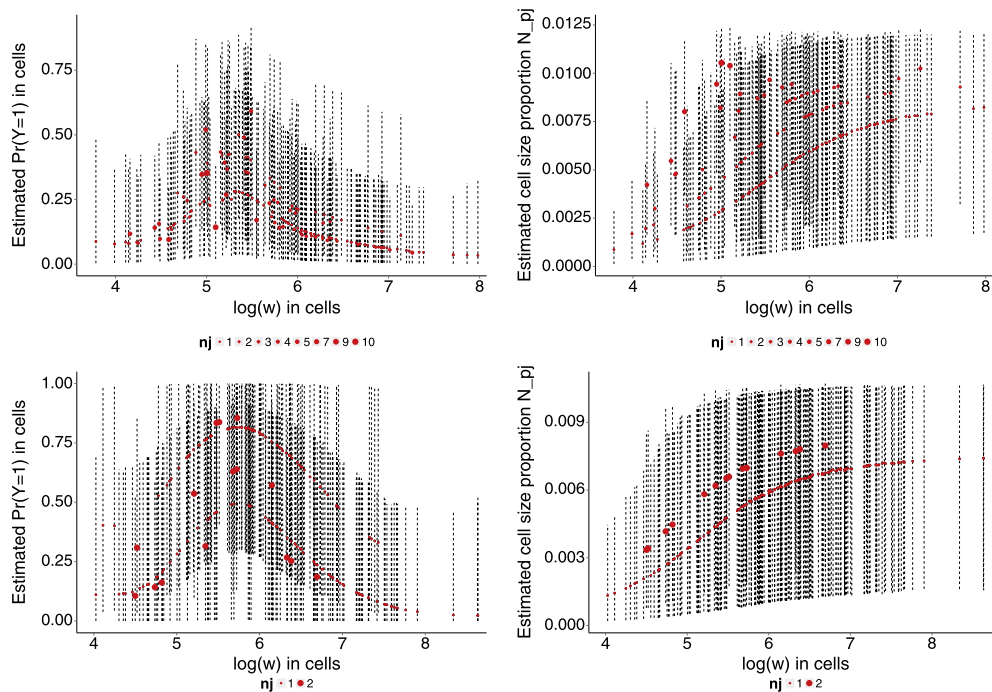 Estimated Pr(Y=1) in cells
0.75
0.50
0.25
0.00
4 5 6 7 8
log(w) in cells
nj 1 2 3 4 5 7 9 10
Estimated cell size proportion N_pj
0.0125
0.0100
0.0075
0.0050
0.0025
0.0000
4 5 6 7 8
log(w) in cells
nj 1 2 3 4 5 7 9 10
Estimated Pr(Y=1) in cells
1.00
0.75
0.50
0.25
0.00
4 5 6 7 8
log(w) in cells
nj 1 2
Estimated cell size proportion N_pj
0.009
0.006
0.003
0.000
4 5 6 7 8
log(w) in cells
nj 1 2